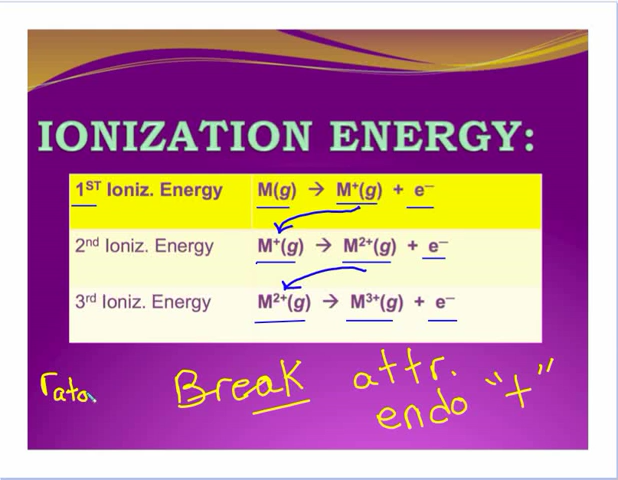 IONIZATION ENERGY:
1ST Ioniz. Energy M(g) → M⁺(g) + e⁻
2nd Ioniz. Energy M⁺(g) → M²⁺(g) + e⁻
3rd Ioniz. Energy M²⁺(g) → M³⁺(g) + e⁻
rato Break attr.
endo "+"